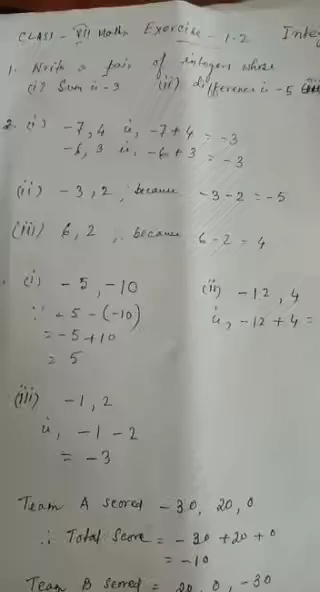 CLASS - VII Maths Exercise - 1.2
1. Write a pair of integers whose
(i) Sum is -3 (ii) difference is -5
2. (i) -7, 4 is, -7+4 = -3
-6, 3 is, -6+3 = -3
(ii) -3, 2, because -3-2 = -5
(iii) 6, 2, because 6-2 = 4
(i) -5, -10
∵ -5 - (-10)
= -5+10
= 5
(ii) -12, 4
is, -12+4 =
(iii) -1, 2
is, -1-2
= -3
Team A scored -30, 20, 0
∴ Total Score = -30+20+0
= -10
Team B scored = 20, 0, -30